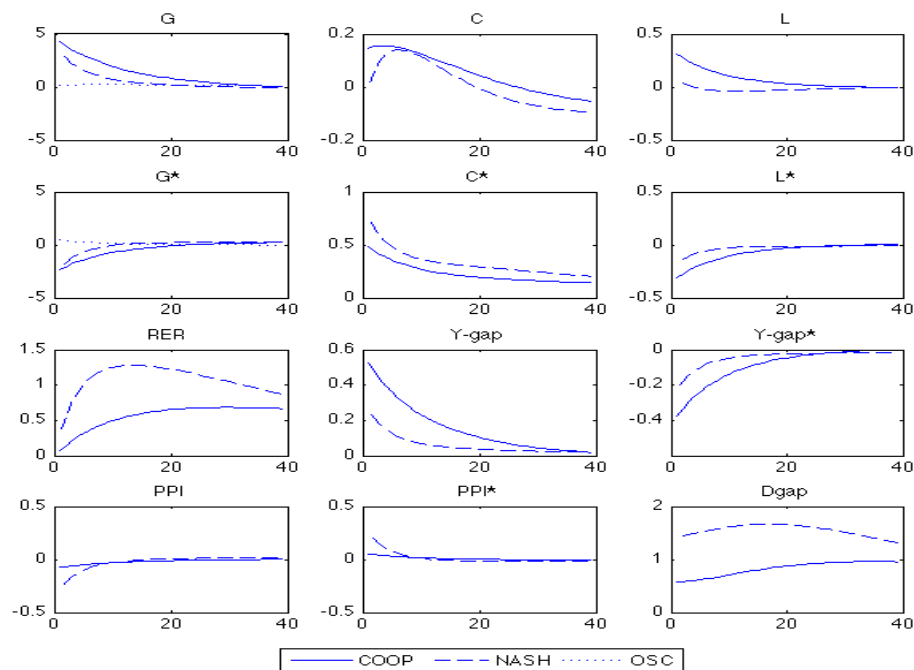 G C L
5 0.2 0.5
0 0 0
-5 -0.2 -0.5
0 20 40 0 20 40 0 20 40
G* C* L*
5 1 0.5
0 0.5 0
-5 0 -0.5
0 20 40 0 20 40 0 20 40
RER Y-gap Y-gap*
1.5 0.6 0
1 0.4 -0.2
0.5 0.2 -0.4
0 0
0 20 40 0 20 40 0 20 40
PPI PPI* Dgap
0.5 0.5 2
0 0 1
-0.5 -0.5 0
0 20 40 0 20 40 0 20 40
COOP NASH OSC